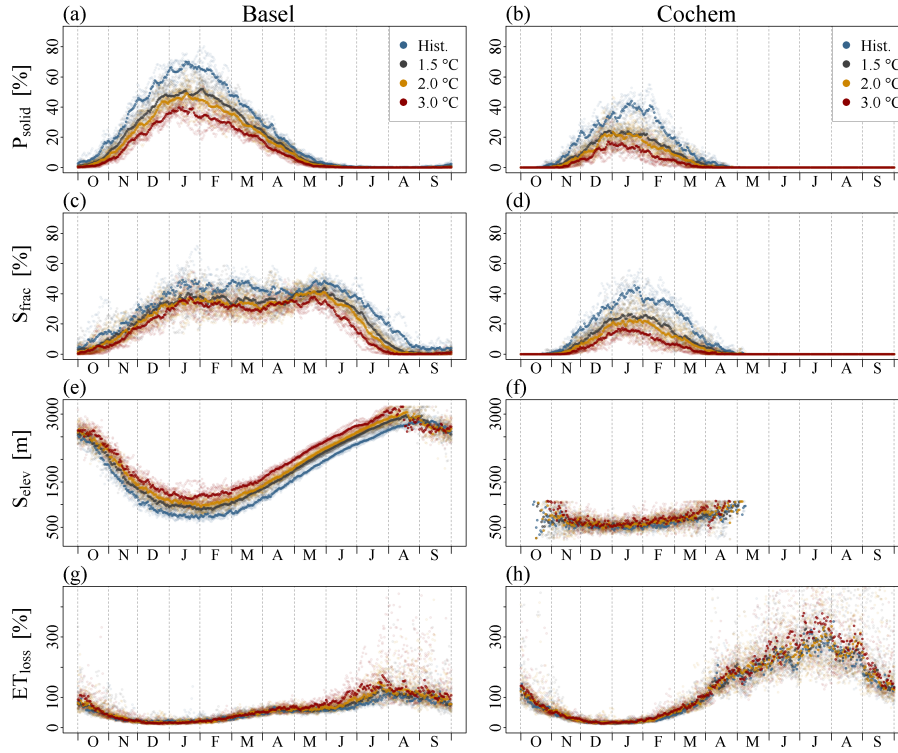 Basel
Cochem
(a)
(b)
P_solid [%]
80
60
40
20
0
Hist.
1.5 °C
2.0 °C
3.0 °C
O N D J F M A M J J A S
80
60
40
20
0
Hist.
1.5 °C
2.0 °C
3.0 °C
O N D J F M A M J J A S
(c)
(d)
S_frac [%]
80
60
40
20
0
O N D J F M A M J J A S
80
60
40
20
0
O N D J F M A M J J A S
(e)
(f)
S_elev [m]
3000
1500
500
O N D J F M A M J J A S
3000
1500
500
O N D J F M A M J J A S
(g)
(h)
ET_loss [%]
300
100
0
O N D J F M A M J J A S
300
100
0
O N D J F M A M J J A S